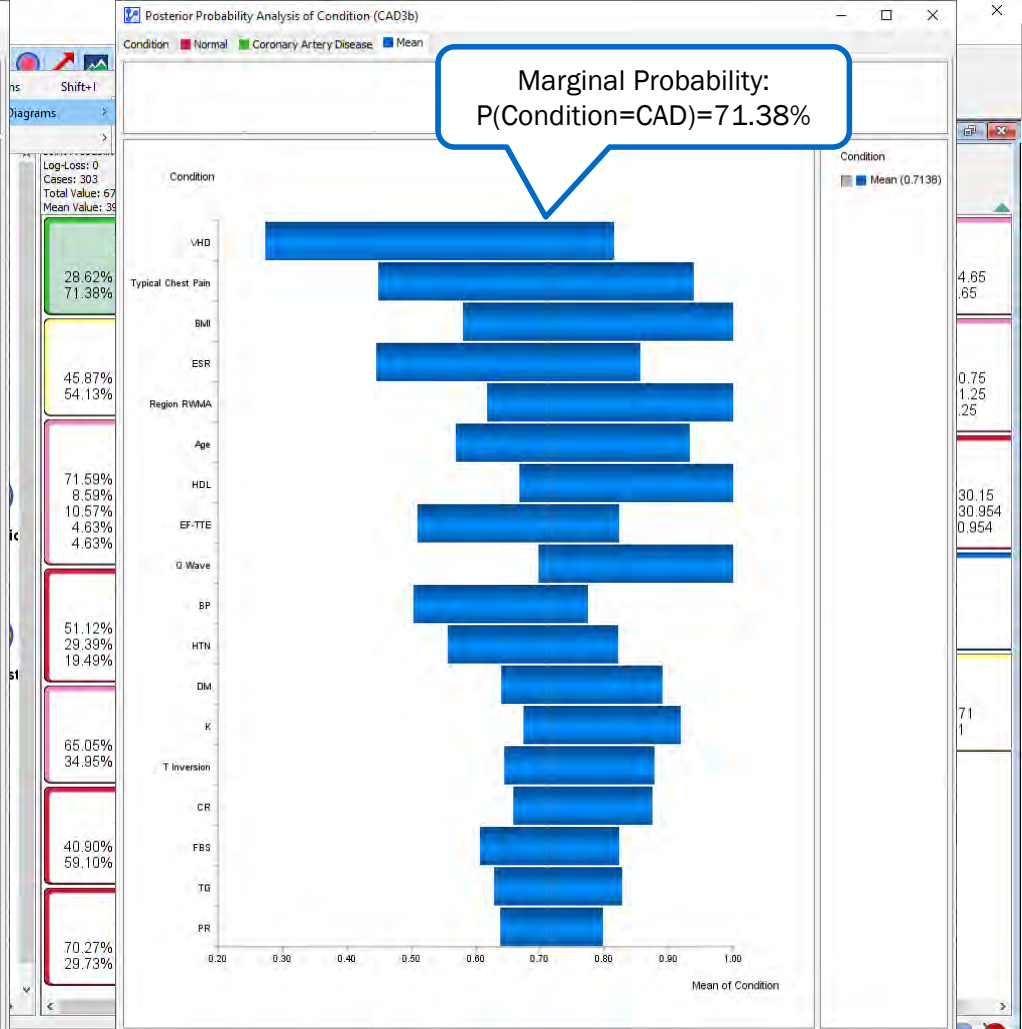 Posterior Probability Analysis of Condition (CAD3b)
Condition Normal Coronary Artery Disease Mean
Marginal Probability:
P(Condition=CAD)=71.38%
ns Shift+I
Diagrams
Log-Loss: 0
Cases: 303
Total Value: 67
Mean Value: 39
28.62%
71.38%
45.87%
54.13%
71.59%
8.59%
10.57%
4.63%
4.63%
51.12%
29.39%
19.49%
65.05%
34.95%
40.90%
59.10%
70.27%
29.73%
Condition
VHD
Typical Chest Pain
BMI
ESR
Region RWMA
Age
HDL
EF-TTE
Q Wave
BP
HTN
DM
K
T Inversion
CR
FBS
TG
PR
0.20 0.30 0.40 0.50 0.60 0.70 0.80 0.90 1.00
Mean of Condition
Condition
Mean (0.7138)
4.65
.65
0.75
1.25
.25
30.15
30.954
0.954
71
1